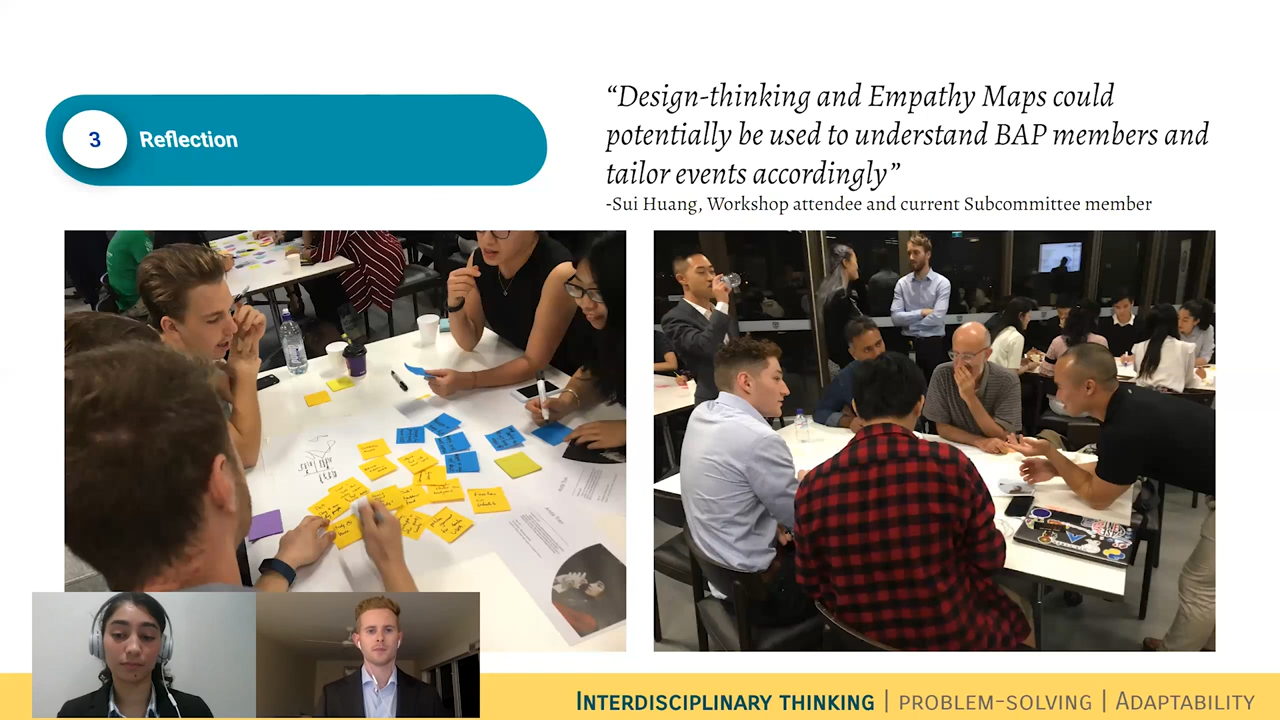 3
Reflection
“Design-thinking and Empathy Maps could
potentially be used to understand BAP members and
tailor events accordingly”
-Sui Huang, Workshop attendee and current Subcommittee member
INTERDISCIPLINARY THINKING | PROBLEM-SOLVING | ADAPTABILITY